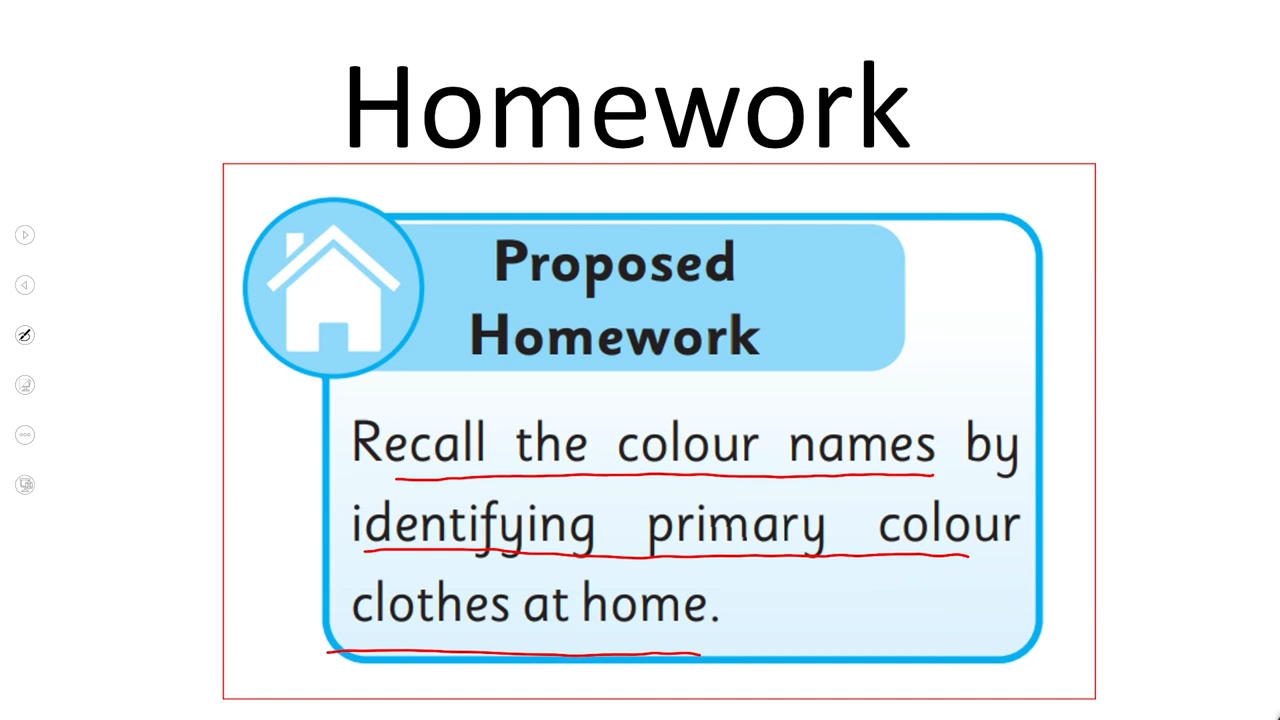 Homework
Proposed
Homework
Recall the colour names by
identifying primary colour
clothes at home.